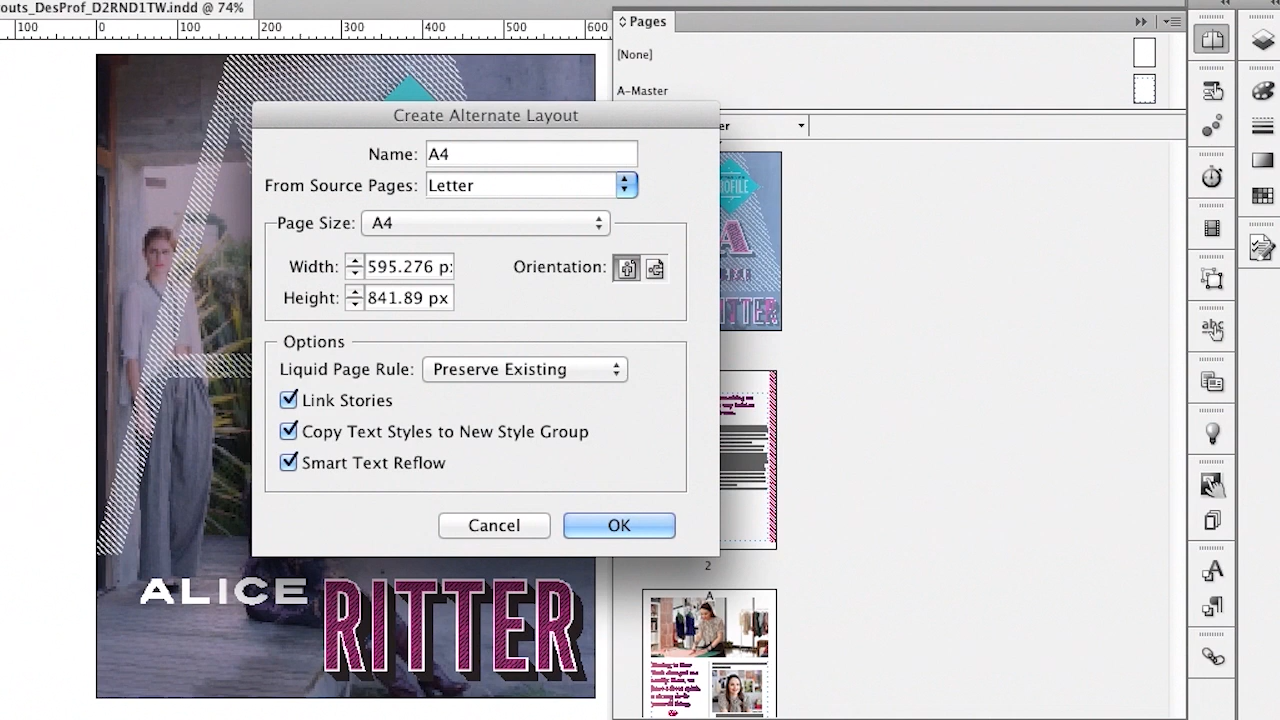 outs_DesProf_D2RND1TW.indd @ 74%
100 0 100 200 300 400 500 600
Pages
[None]
A-Master
er
Create Alternate Layout
Name: A4
From Source Pages: Letter
Page Size: A4
Width: 595.276 p
Orientation:
Height: 841.89 px
Options
Liquid Page Rule: Preserve Existing
Link Stories
Copy Text Styles to New Style Group
Smart Text Reflow
Cancel OK
2
A
ALICE RITTER
abc